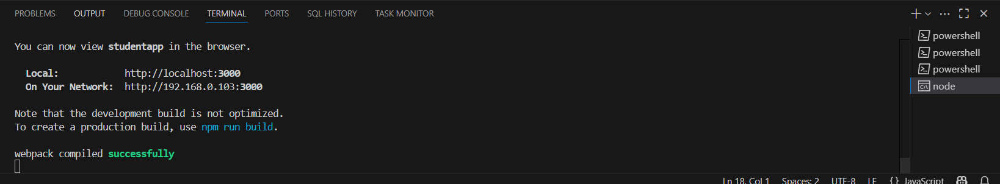 PROBLEMS OUTPUT DEBUG CONSOLE TERMINAL PORTS SQL HISTORY TASK MONITOR
You can now view studentapp in the browser.
Local: http://localhost:3000
On Your Network: http://192.168.0.103:3000
Note that the development build is not optimized.
To create a production build, use npm run build.
webpack compiled successfully
powershell
powershell
powershell
node
Ln 18, Col 1 Spaces: 2 UTF-8 LF {} JavaScript